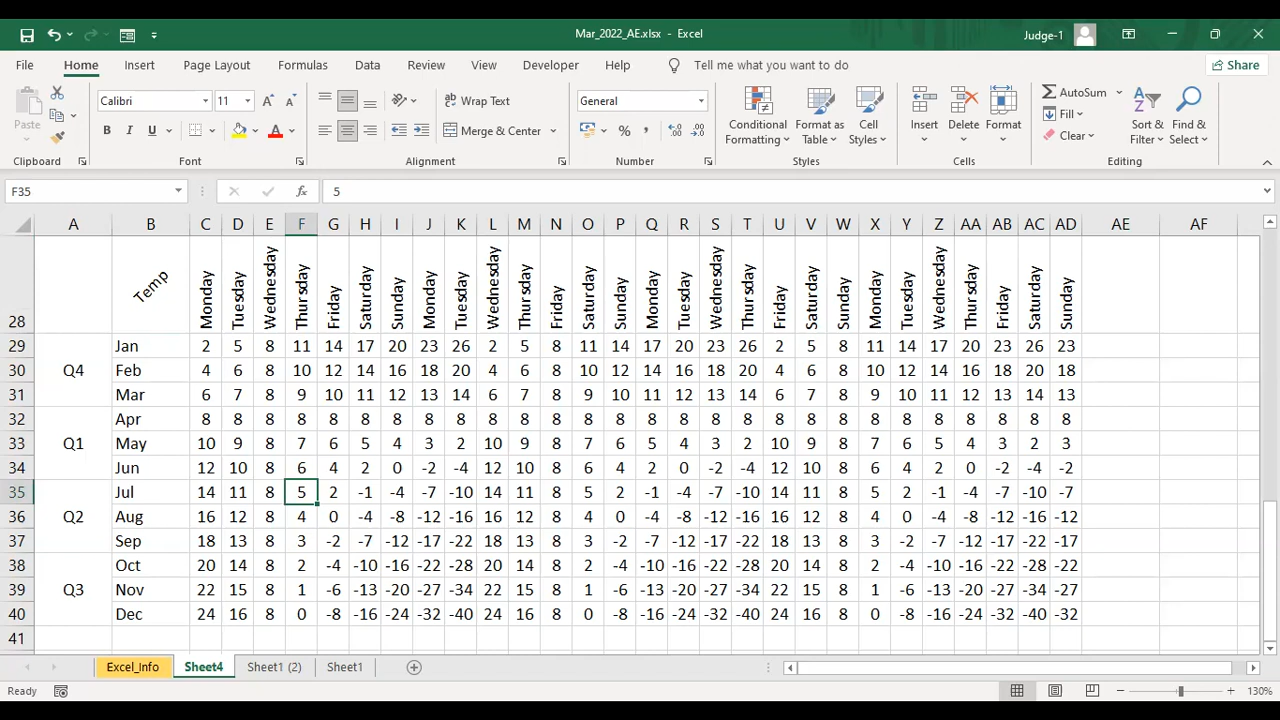 Mar_2022_AE.xlsx - Excel
Judge-1
File Home Insert Page Layout Formulas Data Review View Developer Help Tell me what you want to do Share
Paste
Calibri 11
B I U
A
Wrap Text
Merge & Center
General
%
Conditional Formatting
Format as Table
Cell Styles
Insert
Delete
Format
AutoSum
Fill
Clear
Sort & Filter
Find & Select
Clipboard Font Alignment Number Styles Cells Editing
F35 fx 5
A B C D E F G H I J K L M N O P Q R S T U V W X Y Z AA AB AC AD AE AF
28 Temp Monday Tuesday Wednesday Thursday Friday Saturday Sunday Monday Tuesday Wednesday Thursday Friday Saturday Sunday Monday Tuesday Wednesday Thursday Friday Saturday Sunday Monday Tuesday Wednesday Thursday Friday Saturday Sunday
29 Jan 2 5 8 11 14 17 20 23 26 2 5 8 11 14 17 20 23 26 2 5 8 11 14 17 20 23 26 23
30 Q4 Feb 4 6 8 10 12 14 16 18 20 4 6 8 10 12 14 16 18 20 4 6 8 10 12 14 16 18 20 18
31 Mar 6 7 8 9 10 11 12 13 14 6 7 8 9 10 11 12 13 14 6 7 8 9 10 11 12 13 14 13
32 Apr 8 8 8 8 8 8 8 8 8 8 8 8 8 8 8 8 8 8 8 8 8 8 8 8 8 8 8 8
33 Q1 May 10 9 8 7 6 5 4 3 2 10 9 8 7 6 5 4 3 2 10 9 8 7 6 5 4 3 2 3
34 Jun 12 10 8 6 4 2 0 -2 -4 12 10 8 6 4 2 0 -2 -4 12 10 8 6 4 2 0 -2 -4 -2
35 Jul 14 11 8 5 2 -1 -4 -7 -10 14 11 8 5 2 -1 -4 -7 -10 14 11 8 5 2 -1 -4 -7 -10 -7
36 Q2 Aug 16 12 8 4 0 -4 -8 -12 -16 16 12 8 4 0 -4 -8 -12 -16 16 12 8 4 0 -4 -8 -12 -16 -12
37 Sep 18 13 8 3 -2 -7 -12 -17 -22 18 13 8 3 -2 -7 -12 -17 -22 18 13 8 3 -2 -7 -12 -17 -22 -17
38 Oct 20 14 8 2 -4 -10 -16 -22 -28 20 14 8 2 -4 -10 -16 -22 -28 20 14 8 2 -4 -10 -16 -22 -28 -22
39 Q3 Nov 22 15 8 1 -6 -13 -20 -27 -34 22 15 8 1 -6 -13 -20 -27 -34 22 15 8 1 -6 -13 -20 -27 -34 -27
40 Dec 24 16 8 0 -8 -16 -24 -32 -40 24 16 8 0 -8 -16 -24 -32 -40 24 16 8 0 -8 -16 -24 -32 -40 -32
41
Excel_Info Sheet4 Sheet1 (2) Sheet1
Ready 130%